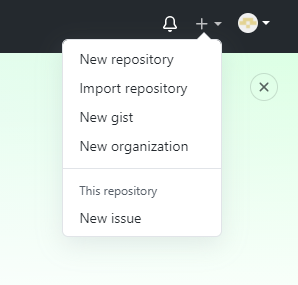 New repository
Import repository
New gist
New organization
This repository
New issue